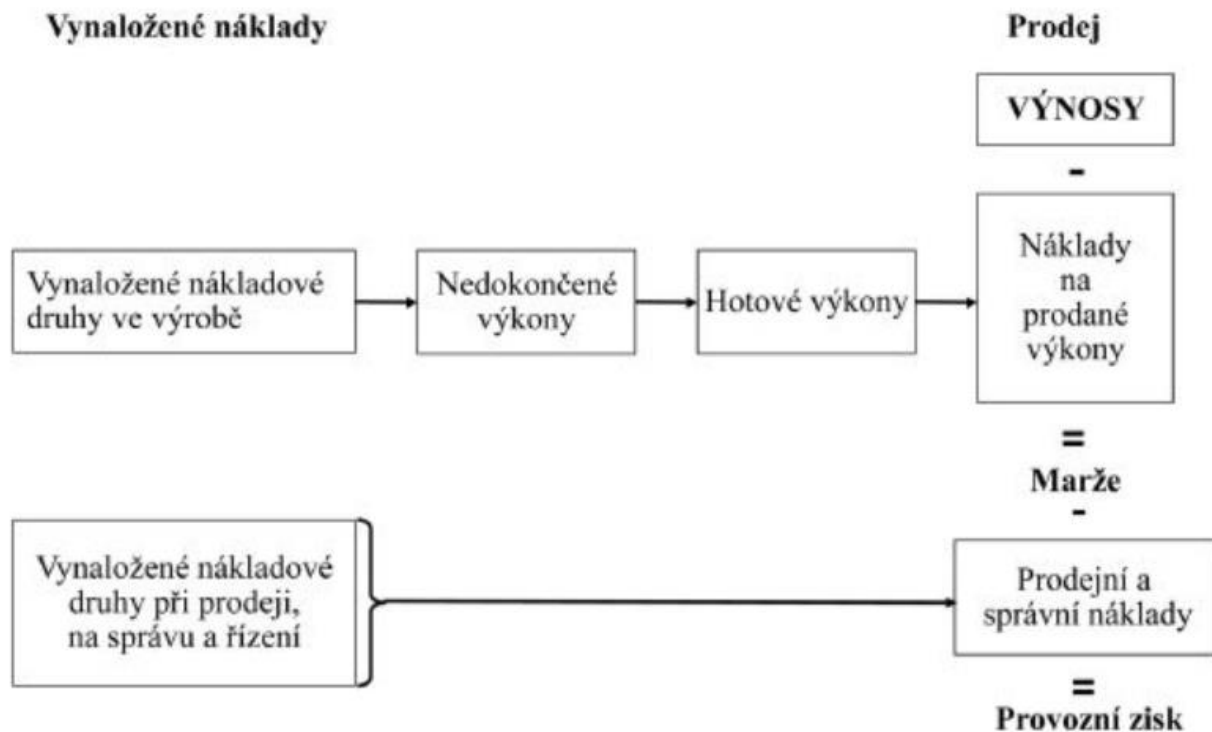 Vynaložené náklady
Prodej
VÝNOSY
-
Vynaložené nákladové
druhy ve výrobě
Nedokončené
výkony
Hotové výkony
Náklady
na
prodané
výkony
=
Marže
-
Vynaložené nákladové
druhy při prodeji,
na správu a řízení
Prodejní a
správní náklady
=
Provozní zisk